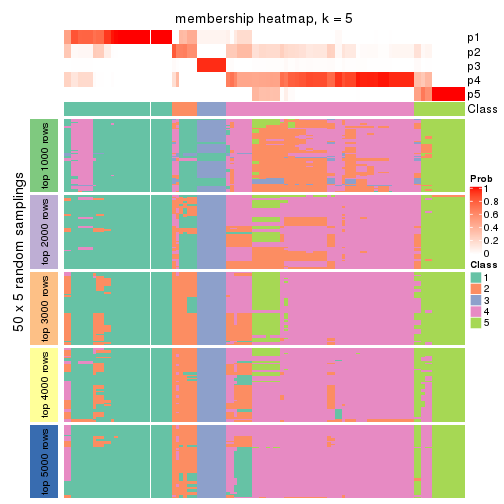 membership heatmap, k = 5
p1
p2
p3
p4
p5
Class
50 x 5 random samplings
top 1000 rows
top 2000 rows
top 3000 rows
top 4000 rows
top 5000 rows
Prob
1
0.8
0.6
0.4
0.2
0
Class
1
2
3
4
5